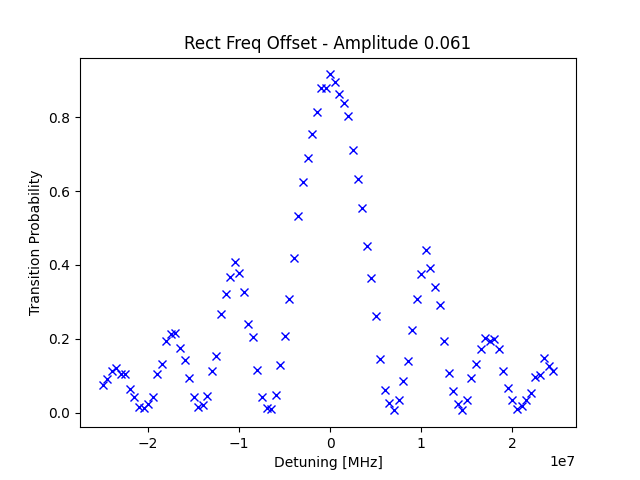 Rect Freq Offset - Amplitude 0.061
Transition Probability
0.8
0.6
0.4
0.2
0.0
−2
−1
0
1
2
1e7
Detuning [MHz]